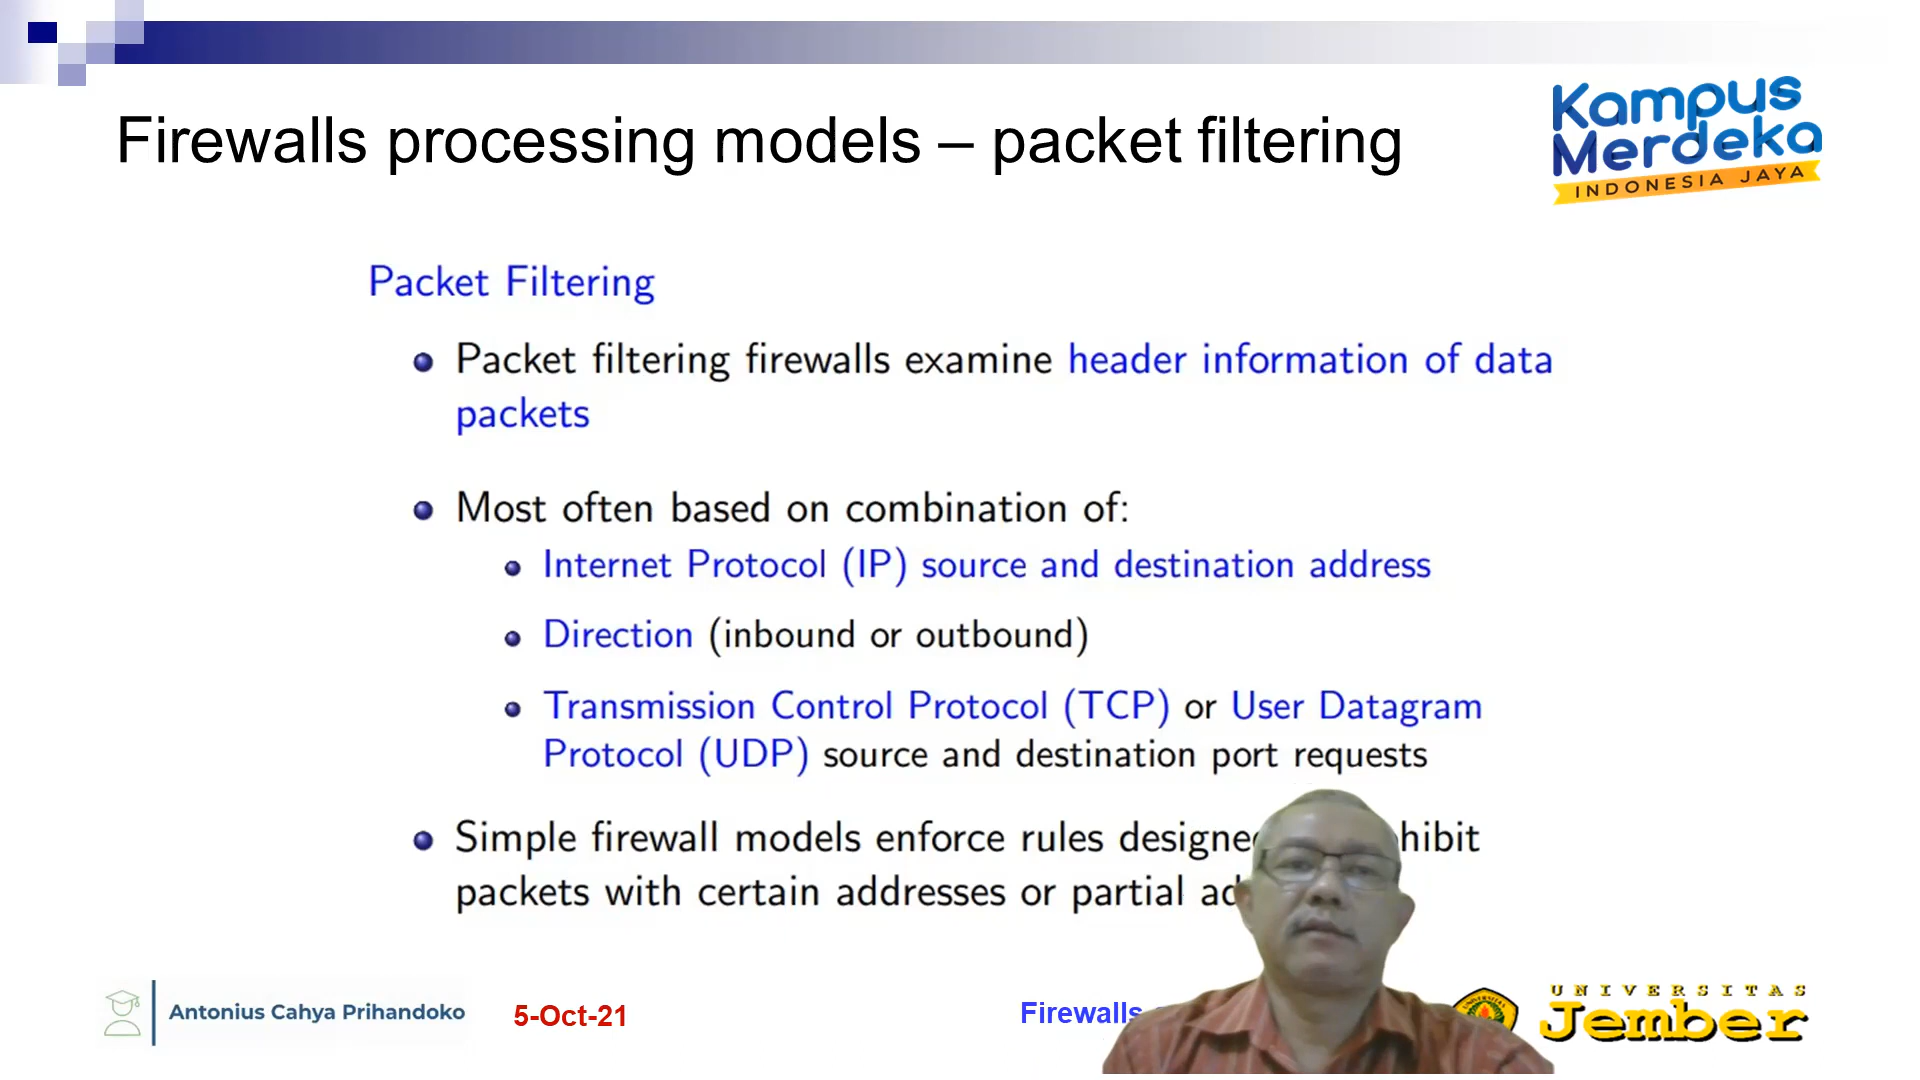 Kampus
Merdeka
INDONESIA JAYA
Firewalls processing models – packet filtering
Packet Filtering
Packet filtering firewalls examine header information of data
packets
Most often based on combination of:
Internet Protocol (IP) source and destination address
Direction (inbound or outbound)
Transmission Control Protocol (TCP) or User Datagram
Protocol (UDP) source and destination port requests
Simple firewall models enforce rules
packets with certain addresses or partial
Antonius Cahya Prihandoko
5-Oct-21
Firewalls
UNIVERSITAS
Jember